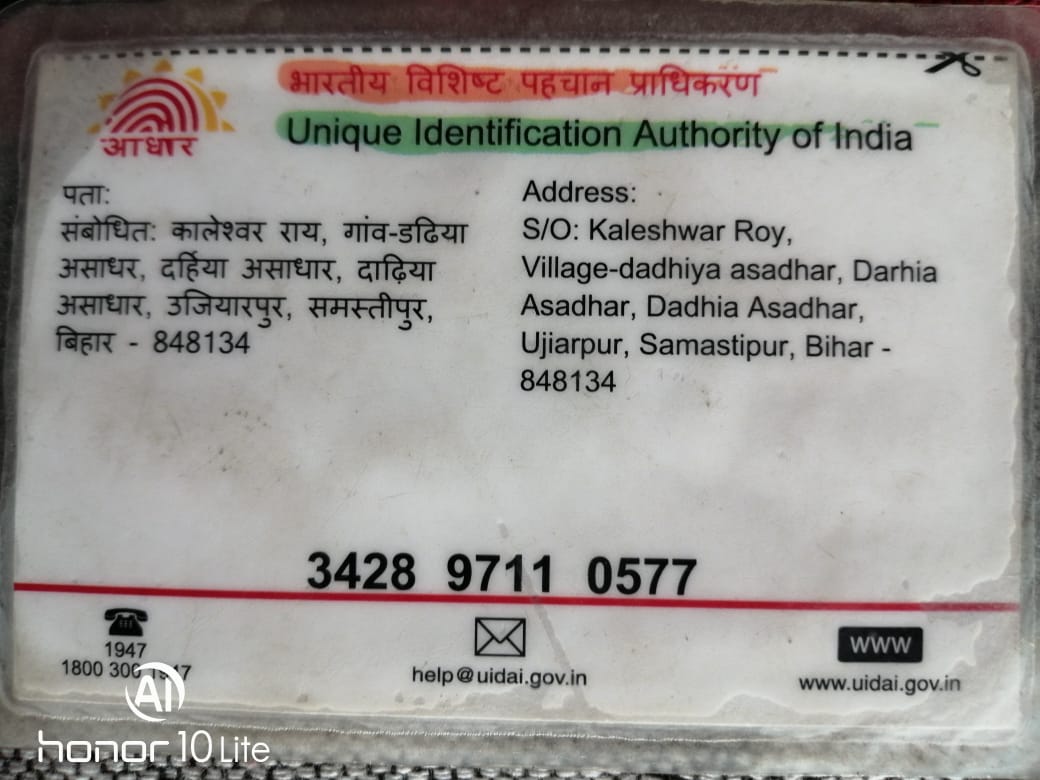 भारतीय विशिष्ट पहचान प्राधिकरण
Unique Identification Authority of India
आधार
पता:
संबोधित: कालेश्वर राय, गांव-डढिया
असाधर, दर्हिया असाधार, दाढ़िया
असाधार, उजियारपुर, समस्तीपुर,
बिहार - 848134
Address:
S/O: Kaleshwar Roy,
Village-dadhiya asadhar, Darhia
Asadhar, Dadhia Asadhar,
Ujiarpur, Samastipur, Bihar -
848134
3428 9711 0577
1947
1800 300 1947
help@uidai.gov.in
www
www.uidai.gov.in
AI
honor 10 Lite